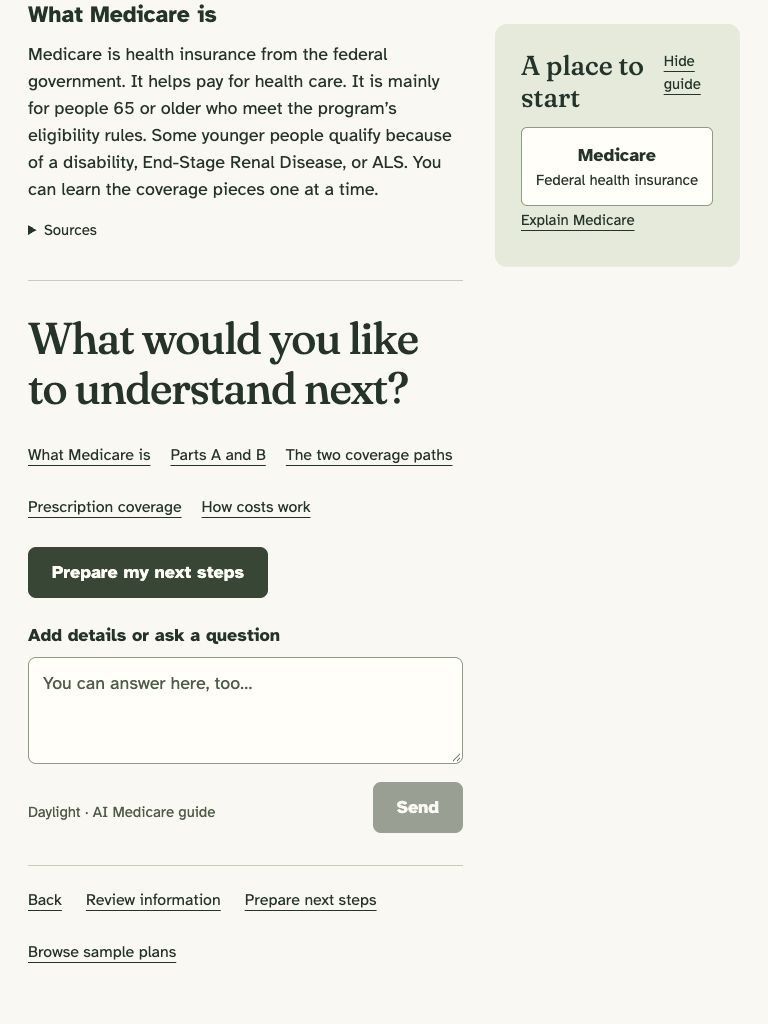 What Medicare is
Medicare is health insurance from the federal
government. It helps pay for health care. It is mainly
for people 65 or older who meet the program’s
eligibility rules. Some younger people qualify because
of a disability, End-Stage Renal Disease, or ALS. You
can learn the coverage pieces one at a time.
Sources
A place to
start
Hide
guide
Medicare
Federal health insurance
Explain Medicare
What would you like
to understand next?
What Medicare is Parts A and B The two coverage paths
Prescription coverage How costs work
Prepare my next steps
Add details or ask a question
You can answer here, too...
Daylight · AI Medicare guide
Send
Back Review information Prepare next steps
Browse sample plans